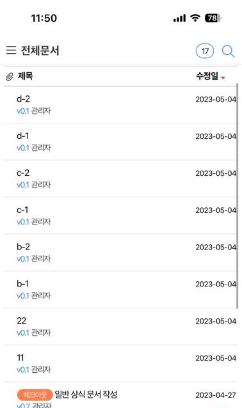 11:50 78
전체문서 17
제목 수정일
d-2 2023-05-04
v0.1 관리자
d-1 2023-05-04
v0.1 관리자
c-2 2023-05-04
v0.1 관리자
c-1 2023-05-04
v0.1 관리자
b-2 2023-05-04
v0.1 관리자
b-1 2023-05-04
v0.1 관리자
22 2023-05-04
v0.1 관리자
11 2023-05-04
v0.1 관리자
체크아웃 일반 상식 문서 작성 2023-04-27
v0.7 관리자